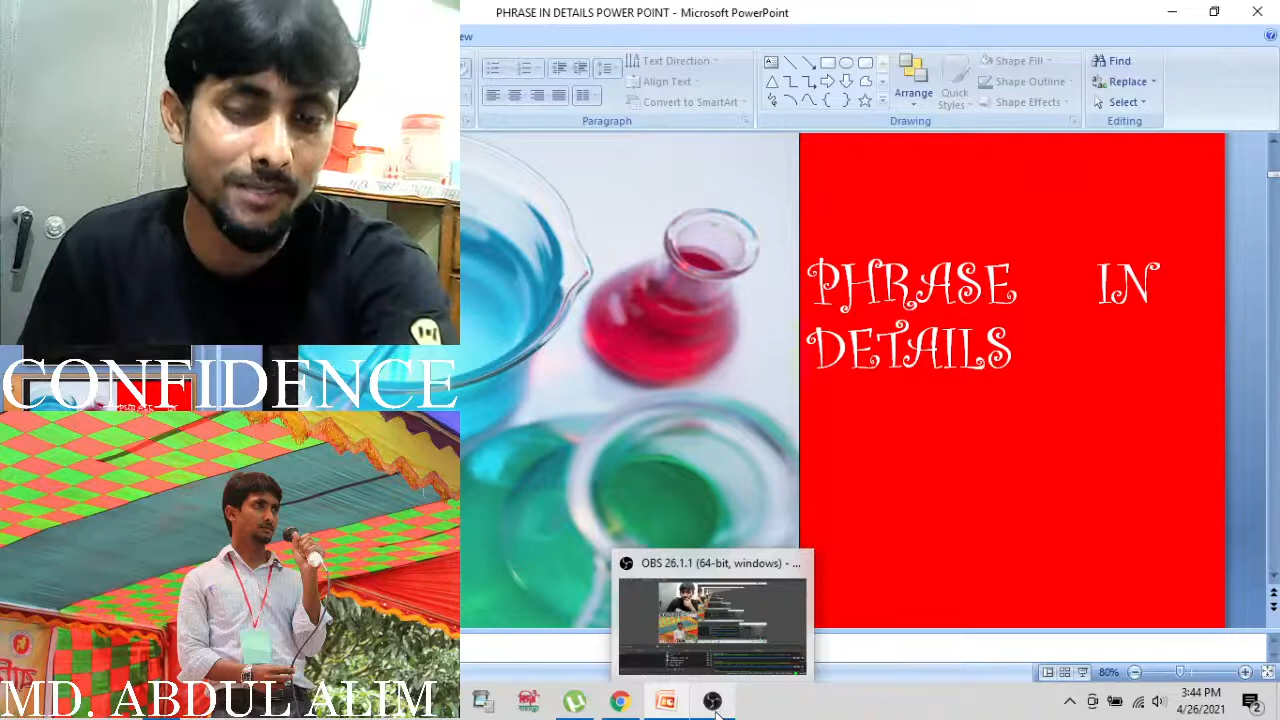 PHRASE IN DETAILS POWER POINT - Microsoft PowerPoint
ew
Text Direction
Align Text
Convert to SmartArt
Paragraph
Arrange
Quick
Styles
Shape Fill
Shape Outline
Shape Effects
Drawing
Find
Replace
Select
Editing
PHRASE IN
DETAILS
CONFIDENCE
MD. ABDUL ALIM
OBS 26.1.1 (64-bit, windows) - ...
80%
3:44 PM
4/26/2021
2